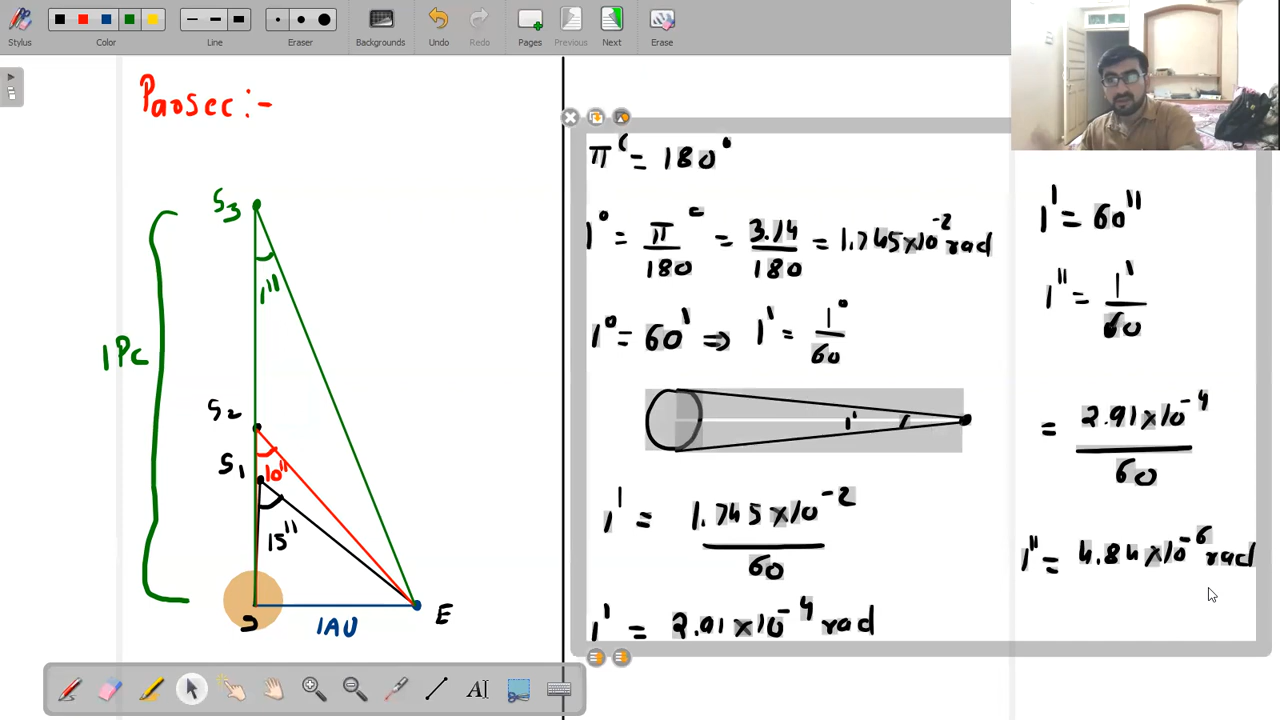 Stylus
Color
Line
Eraser
Backgrounds
Undo
Redo
Pages
Previous
Next
Erase
Parsec:-
S3
1"
1Pc
S2
10"
S1
15"
S
E
1AU
πᶜ = 180°
1° = πᶜ/180 = 3.14/180 = 1.745×10⁻² rad
1° = 60' ⇒ 1' = 1°/60
1'
1' = 1.745×10⁻²/60
1' = 2.91×10⁻⁴ rad
1' = 60"
1" = 1'/60
= 2.91×10⁻⁴/60
1" = 4.84×10⁻⁶ rad
AI